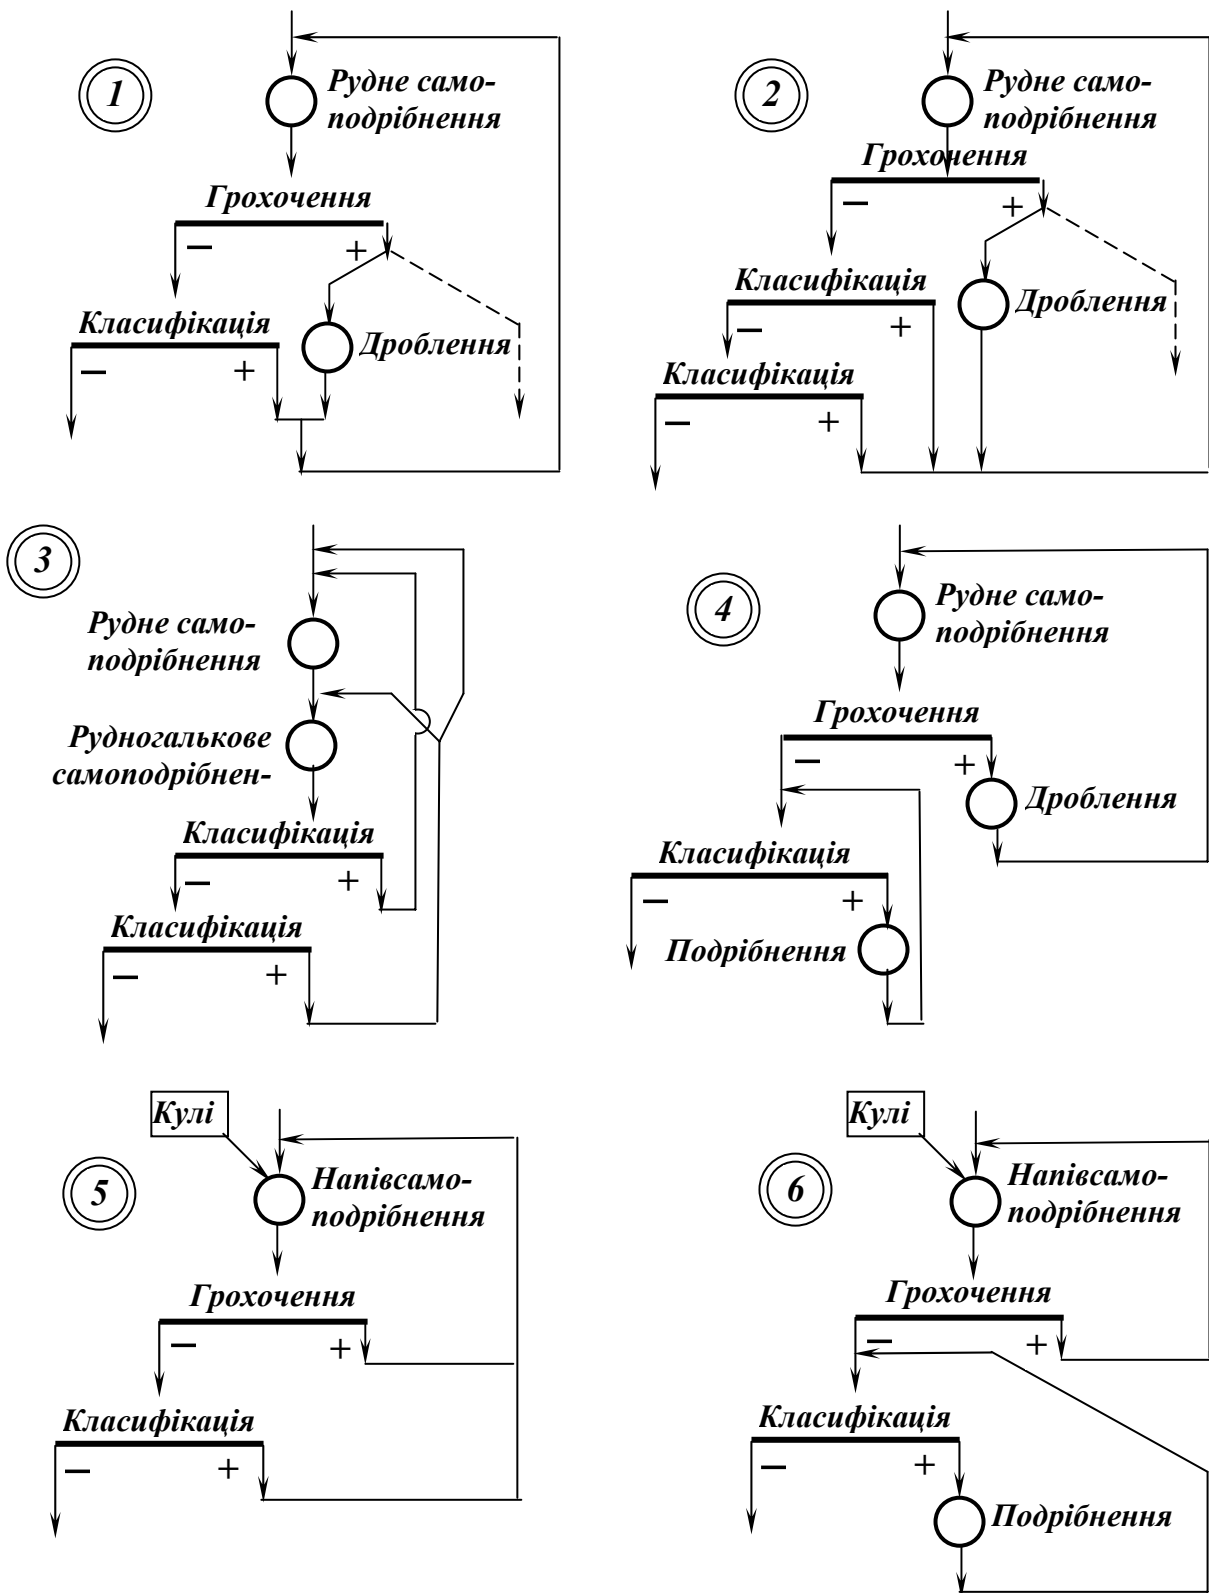 1
Рудне само-
подрібнення
Грохочення
−
+
Класифікація
−
+
Дроблення
2
Рудне само-
подрібнення
Грохочення
−
+
Класифікація
−
+
Дроблення
Класифікація
−
+
3
Рудне само-
подрібнення
Рудногалькове
самоподрібнен-
Класифікація
−
+
Класифікація
−
+
4
Рудне само-
подрібнення
Грохочення
−
+
Дроблення
Класифікація
−
+
Подрібнення
5
Кулі
Напівсамо-
подрібнення
Грохочення
−
+
Класифікація
−
+
6
Кулі
Напівсамо-
подрібнення
Грохочення
−
+
Класифікація
−
+
Подрібнення